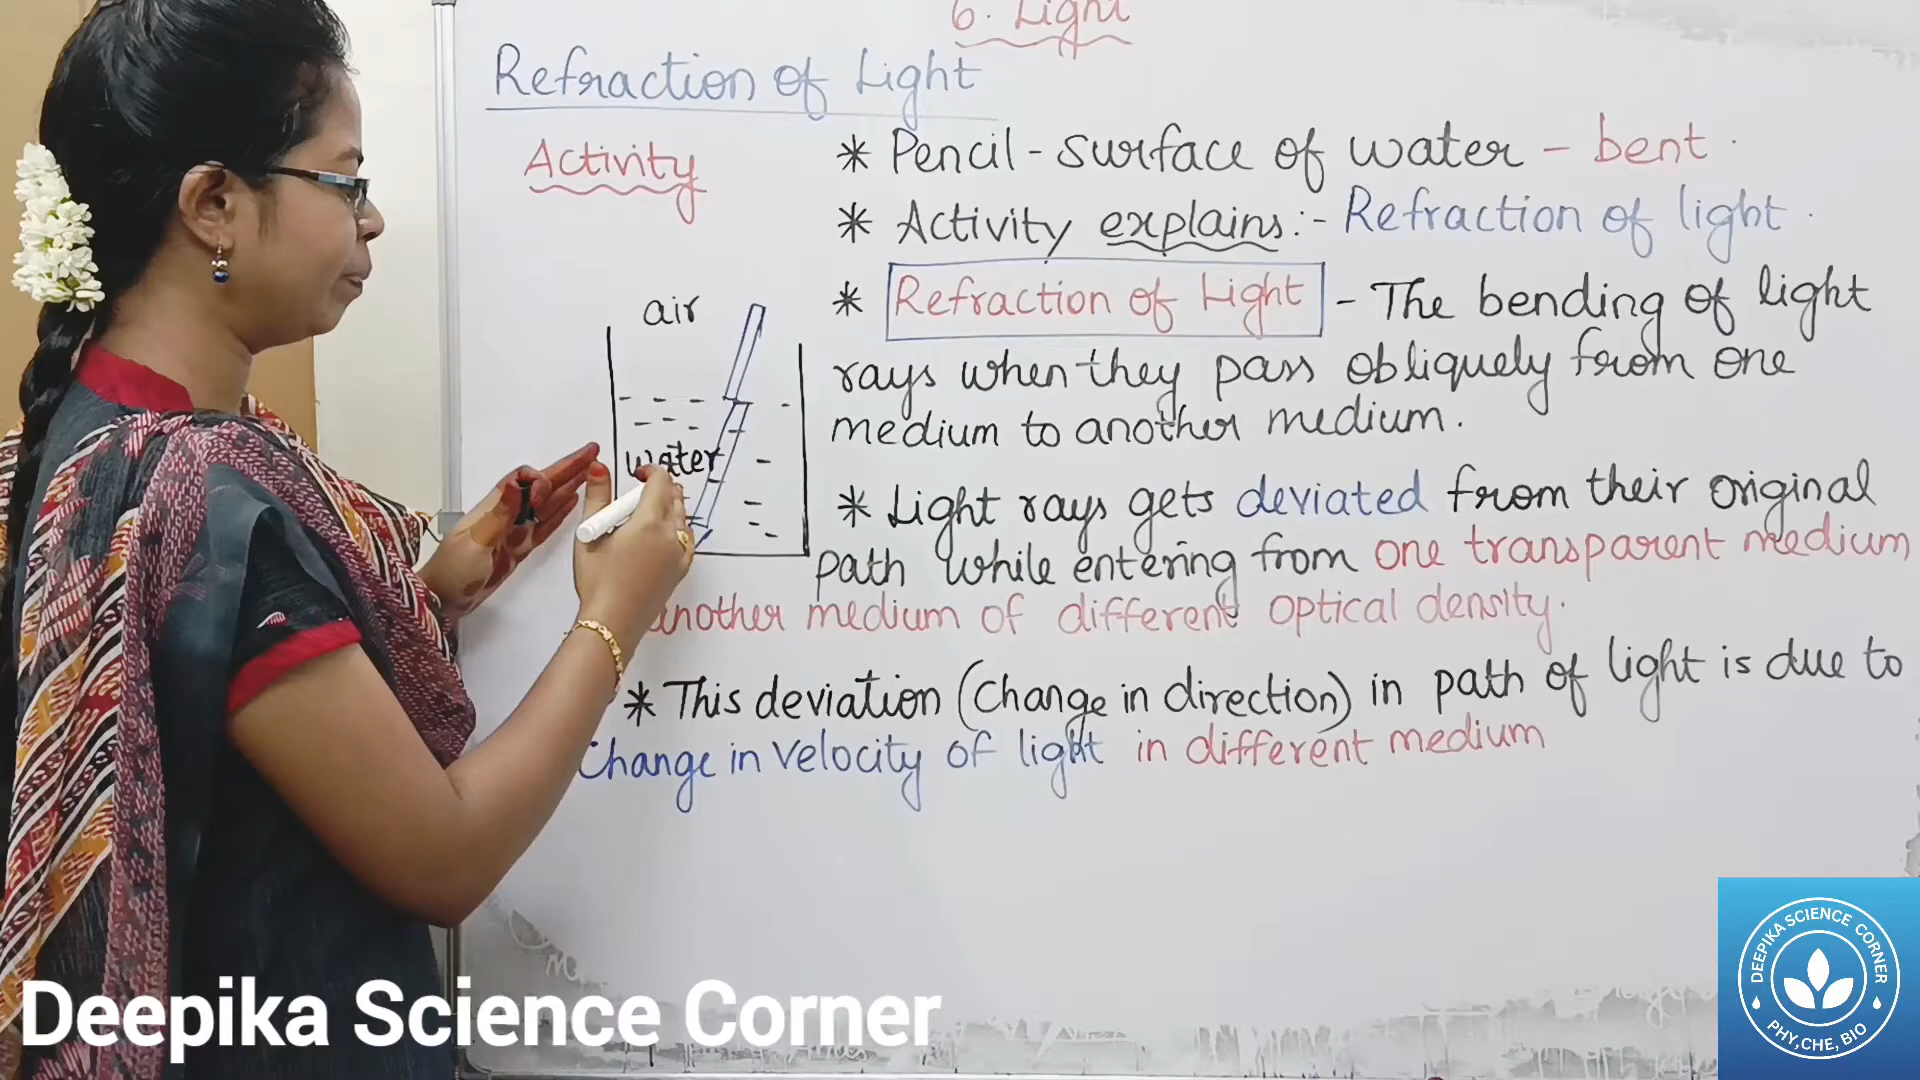 6. Light
Refraction of Light
Activity
* Pencil - surface of water - bent.
* Activity explains :- Refraction of light.
* Refraction of Light - The bending of light
rays when they pass obliquely from one
medium to another medium.
* Light rays gets deviated from their original
path while entering from one transparent medium
another medium of different optical density.
* This deviation (Change in direction) in path of light is due to
Change in velocity of light in different medium
air
water
Deepika Science Corner
DEEPIKA SCIENCE CORNER
PHY, CHE, BIO